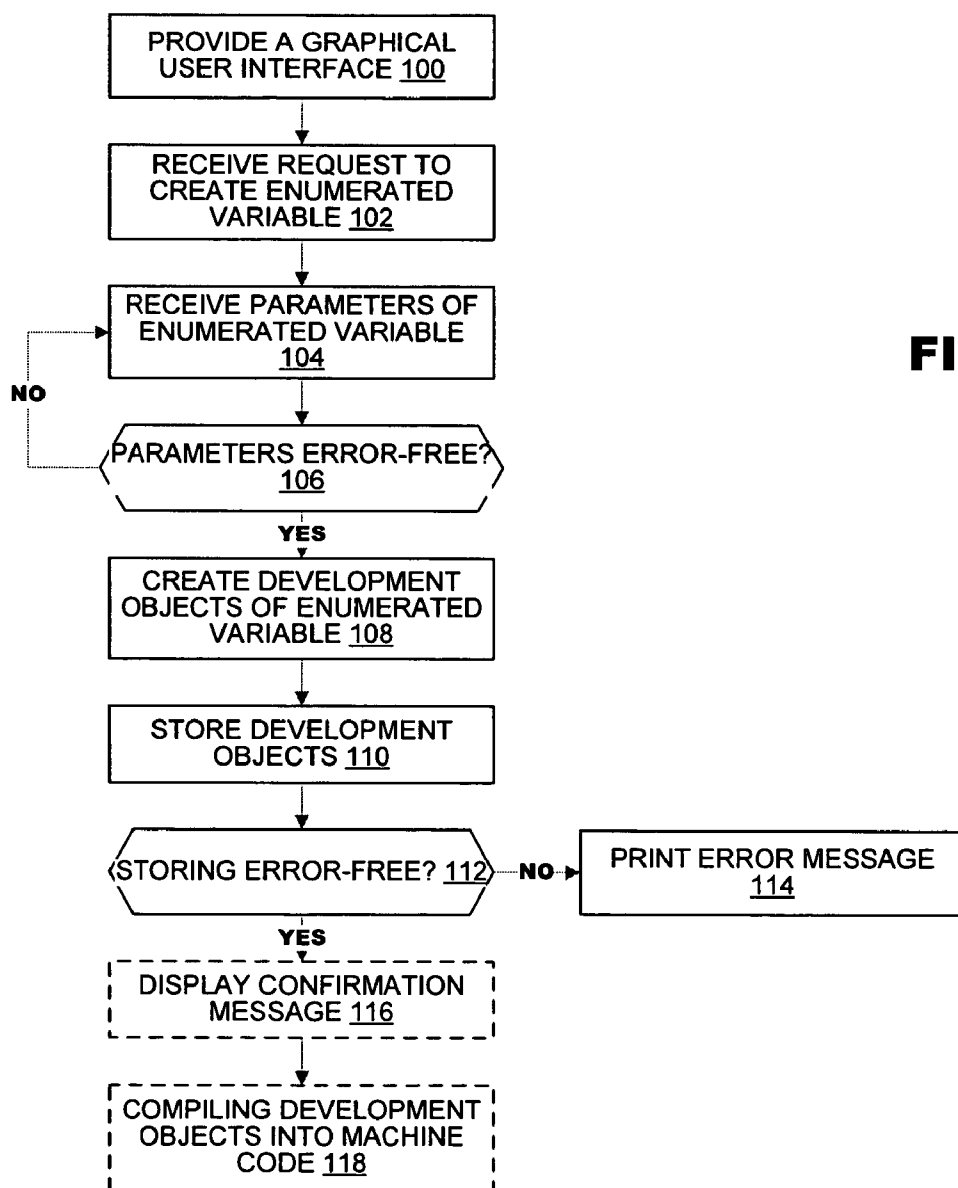 PROVIDE A GRAPHICAL
USER INTERFACE 100
RECEIVE REQUEST TO
CREATE ENUMERATED
VARIABLE 102
RECEIVE PARAMETERS OF
ENUMERATED VARIABLE
104
FI
NO
PARAMETERS ERROR-FREE?
106
YES
CREATE DEVELOPMENT
OBJECTS OF ENUMERATED
VARIABLE 108
STORE DEVELOPMENT
OBJECTS 110
STORING ERROR-FREE? 112
NO
PRINT ERROR MESSAGE
114
YES
DISPLAY CONFIRMATION
MESSAGE 116
COMPILING DEVELOPMENT
OBJECTS INTO MACHINE
CODE 118